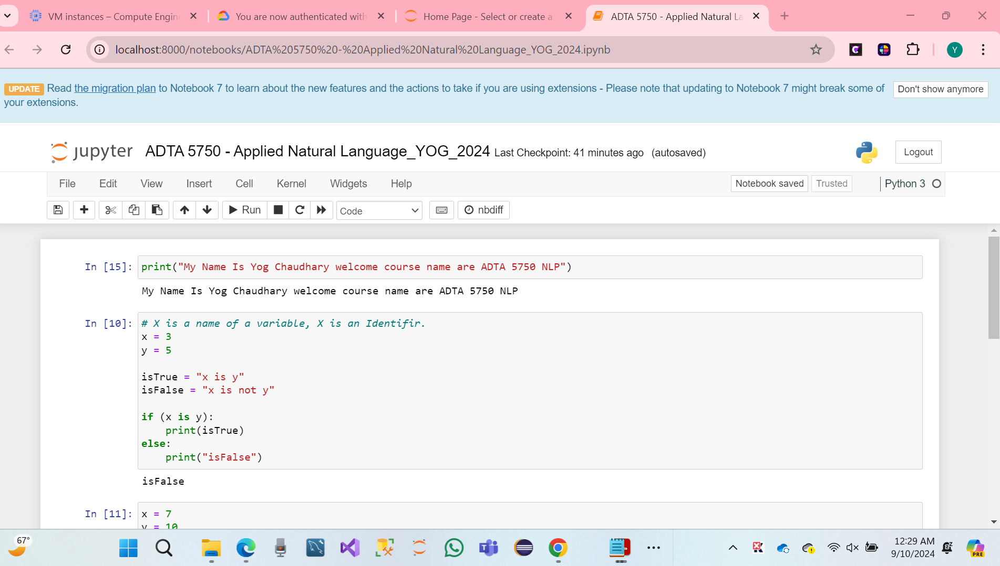 VM instances – Compute Engine
You are now authenticated with
Home Page - Select or create a
ADTA 5750 - Applied Natural La
localhost:8000/notebooks/ADTA%205750%20-%20Applied%20Natural%20Language_YOG_2024.ipynb
Y
UPDATE Read the migration plan to Notebook 7 to learn about the new features and the actions to take if you are using extensions - Please note that updating to Notebook 7 might break some of
your extensions.
Don't show anymore
jupyter ADTA 5750 - Applied Natural Language_YOG_2024 Last Checkpoint: 41 minutes ago (autosaved)
Logout
File Edit View Insert Cell Kernel Widgets Help
Notebook saved Trusted Python 3
Run Code nbdiff
In [15]: print("My Name Is Yog Chaudhary welcome course name are ADTA 5750 NLP")
My Name Is Yog Chaudhary welcome course name are ADTA 5750 NLP
In [10]: # X is a name of a variable, X is an Identifir.
x = 3
y = 5
isTrue = "x is y"
isFalse = "x is not y"
if (x is y):
    print(isTrue)
else:
    print("isFalse")
isFalse
In [11]: x = 7
y = 10
67°
12:29 AM
9/10/2024
PRE